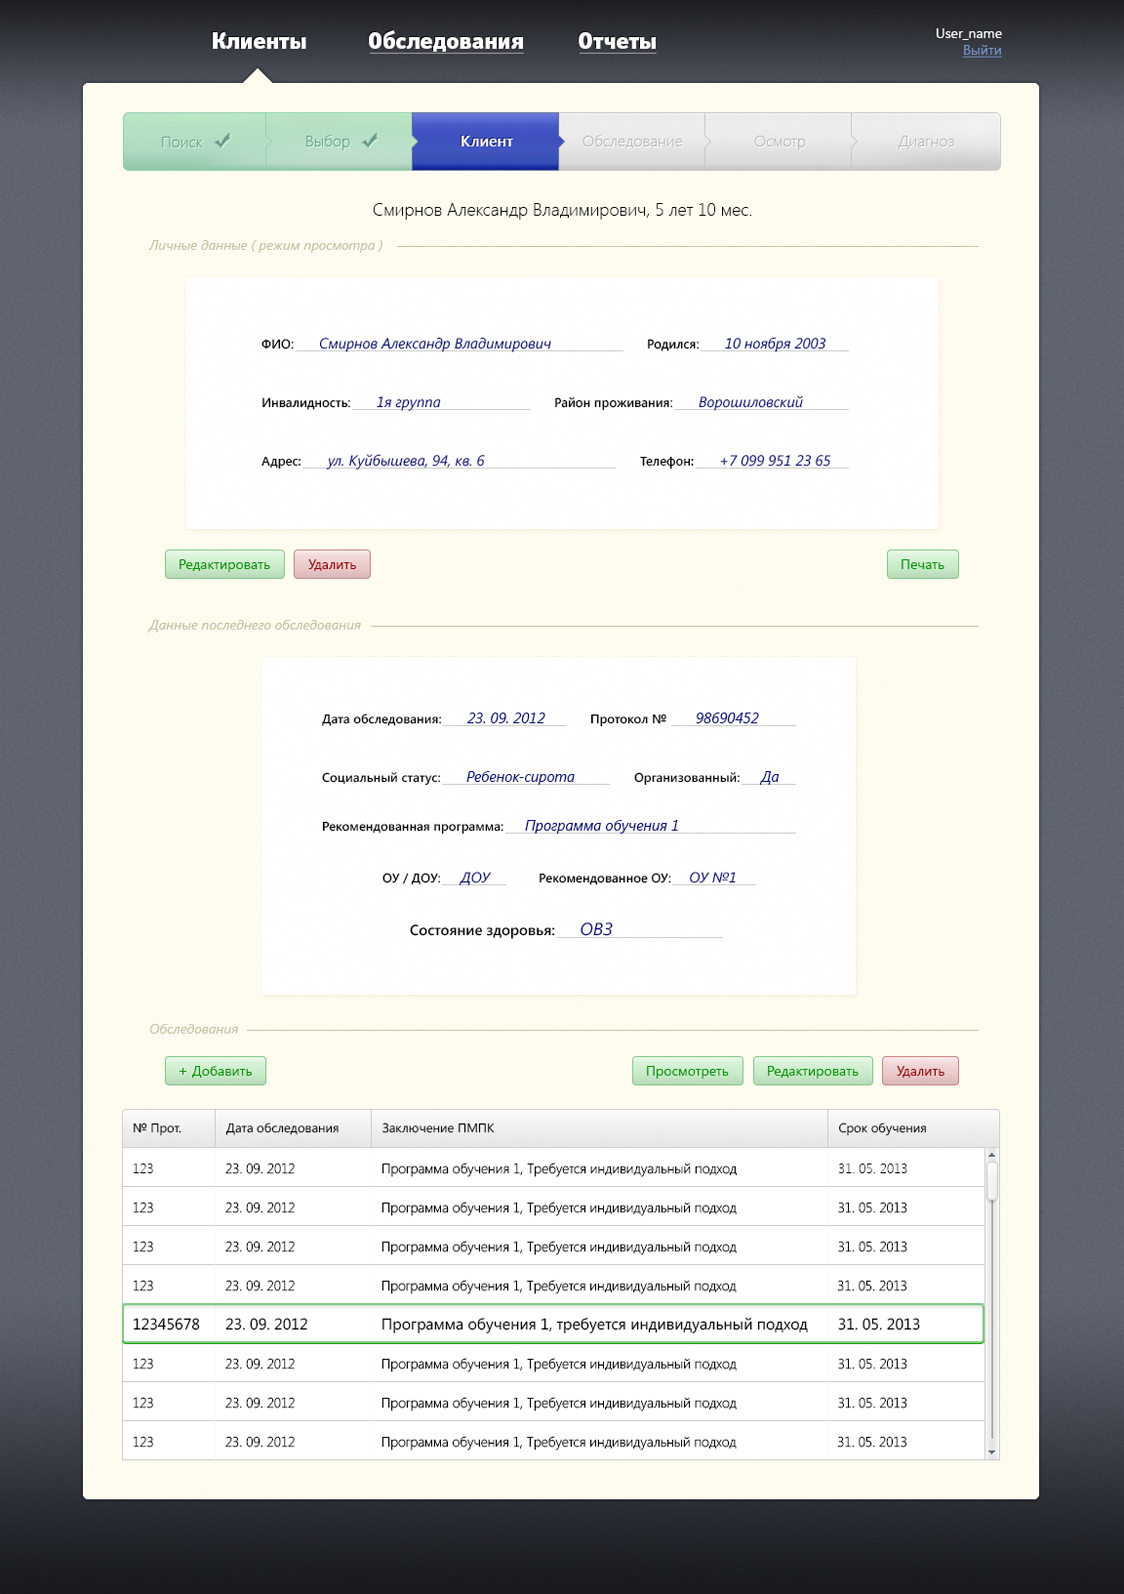 Клиенты Обследования Отчеты User_name
Выйти
Поиск Выбор Клиент Обследование Осмотр Диагноз
Смирнов Александр Владимирович, 5 лет 10 мес.
Личные данные ( режим просмотра )
ФИО: Смирнов Александр Владимирович Родился: 10 ноября 2003
Инвалидность: 1я группа Район проживания: Ворошиловский
Адрес: ул. Куйбышева, 94, кв. 6 Телефон: +7 099 951 23 65
Редактировать Удалить Печать
Данные последнего обследования
Дата обследования: 23. 09. 2012 Протокол № 98690452
Социальный статус: Ребенок-сирота Организованный: Да
Рекомендованная программа: Программа обучения 1
ОУ / ДОУ: ДОУ Рекомендованное ОУ: ОУ №1
Состояние здоровья: ОВЗ
Обследования
+ Добавить Просмотреть Редактировать Удалить
№ Прот. Дата обследования Заключение ПМПК Срок обучения
123 23. 09. 2012 Программа обучения 1, Требуется индивидуальный подход 31. 05. 2013
123 23. 09. 2012 Программа обучения 1, Требуется индивидуальный подход 31. 05. 2013
123 23. 09. 2012 Программа обучения 1, Требуется индивидуальный подход 31. 05. 2013
123 23. 09. 2012 Программа обучения 1, Требуется индивидуальный подход 31. 05. 2013
12345678 23. 09. 2012 Программа обучения 1, требуется индивидуальный подход 31. 05. 2013
123 23. 09. 2012 Программа обучения 1, Требуется индивидуальный подход 31. 05. 2013
123 23. 09. 2012 Программа обучения 1, Требуется индивидуальный подход 31. 05. 2013
123 23. 09. 2012 Программа обучения 1, Требуется индивидуальный подход 31. 05. 2013